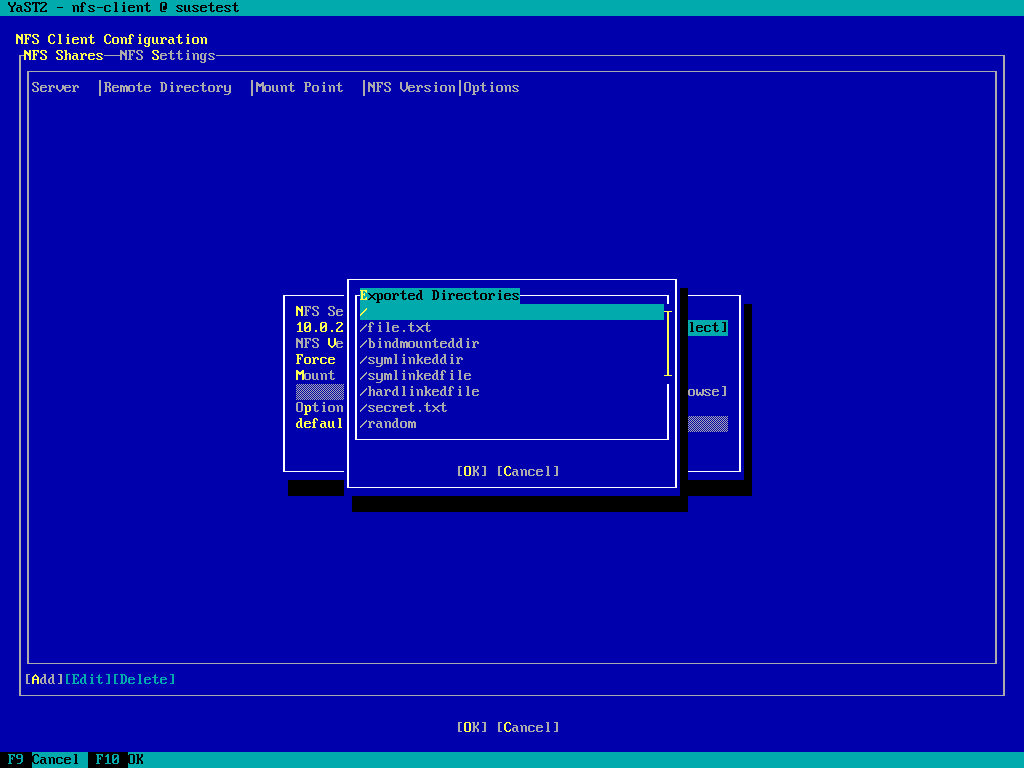 YaST2 - nfs-client @ susetest
NFS Client Configuration
NFS Shares NFS Settings
Server |Remote Directory |Mount Point |NFS Version|Options
Exported Directories
NFS Se /
10.0.2 /file.txt lect]
NFS Ve /bindmounteddir
Force /symlinkeddir
Mount /symlinkedfile
/hardlinkedfile owse]
Option /secret.txt
defaul /random
[OK] [Cancel]
[Add][Edit][Delete]
[OK] [Cancel]
F9 Cancel F10 OK